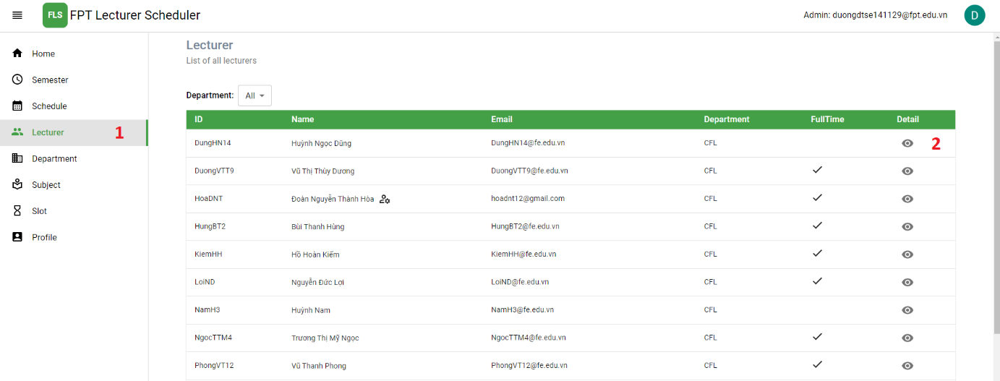 FLS FPT Lecturer Scheduler Admin: duongdtse141129@fpt.edu.vn D
Home
Semester
Schedule
Lecturer 1
Department
Subject
Slot
Profile
Lecturer
List of all lecturers
Department: All
ID Name Email Department FullTime Detail
DungHN14 Huỳnh Ngọc Dũng DungHN14@fe.edu.vn CFL 2
DuongVTT9 Vũ Thị Thùy Dương DuongVTT9@fe.edu.vn CFL
HoaDNT Đoàn Nguyễn Thành Hòa hoadnt12@gmail.com CFL
HungBT2 Bùi Thanh Hùng HungBT2@fe.edu.vn CFL
KiemHH Hồ Hoàn Kiếm KiemHH@fe.edu.vn CFL
LoiND Nguyễn Đức Lợi LoiND@fe.edu.vn CFL
NamH3 Huỳnh Nam NamH3@fe.edu.vn CFL
NgocTTM4 Trương Thị Mỹ Ngọc NgocTTM4@fe.edu.vn CFL
PhongVT12 Vũ Thanh Phong PhongVT12@fe.edu.vn CFL